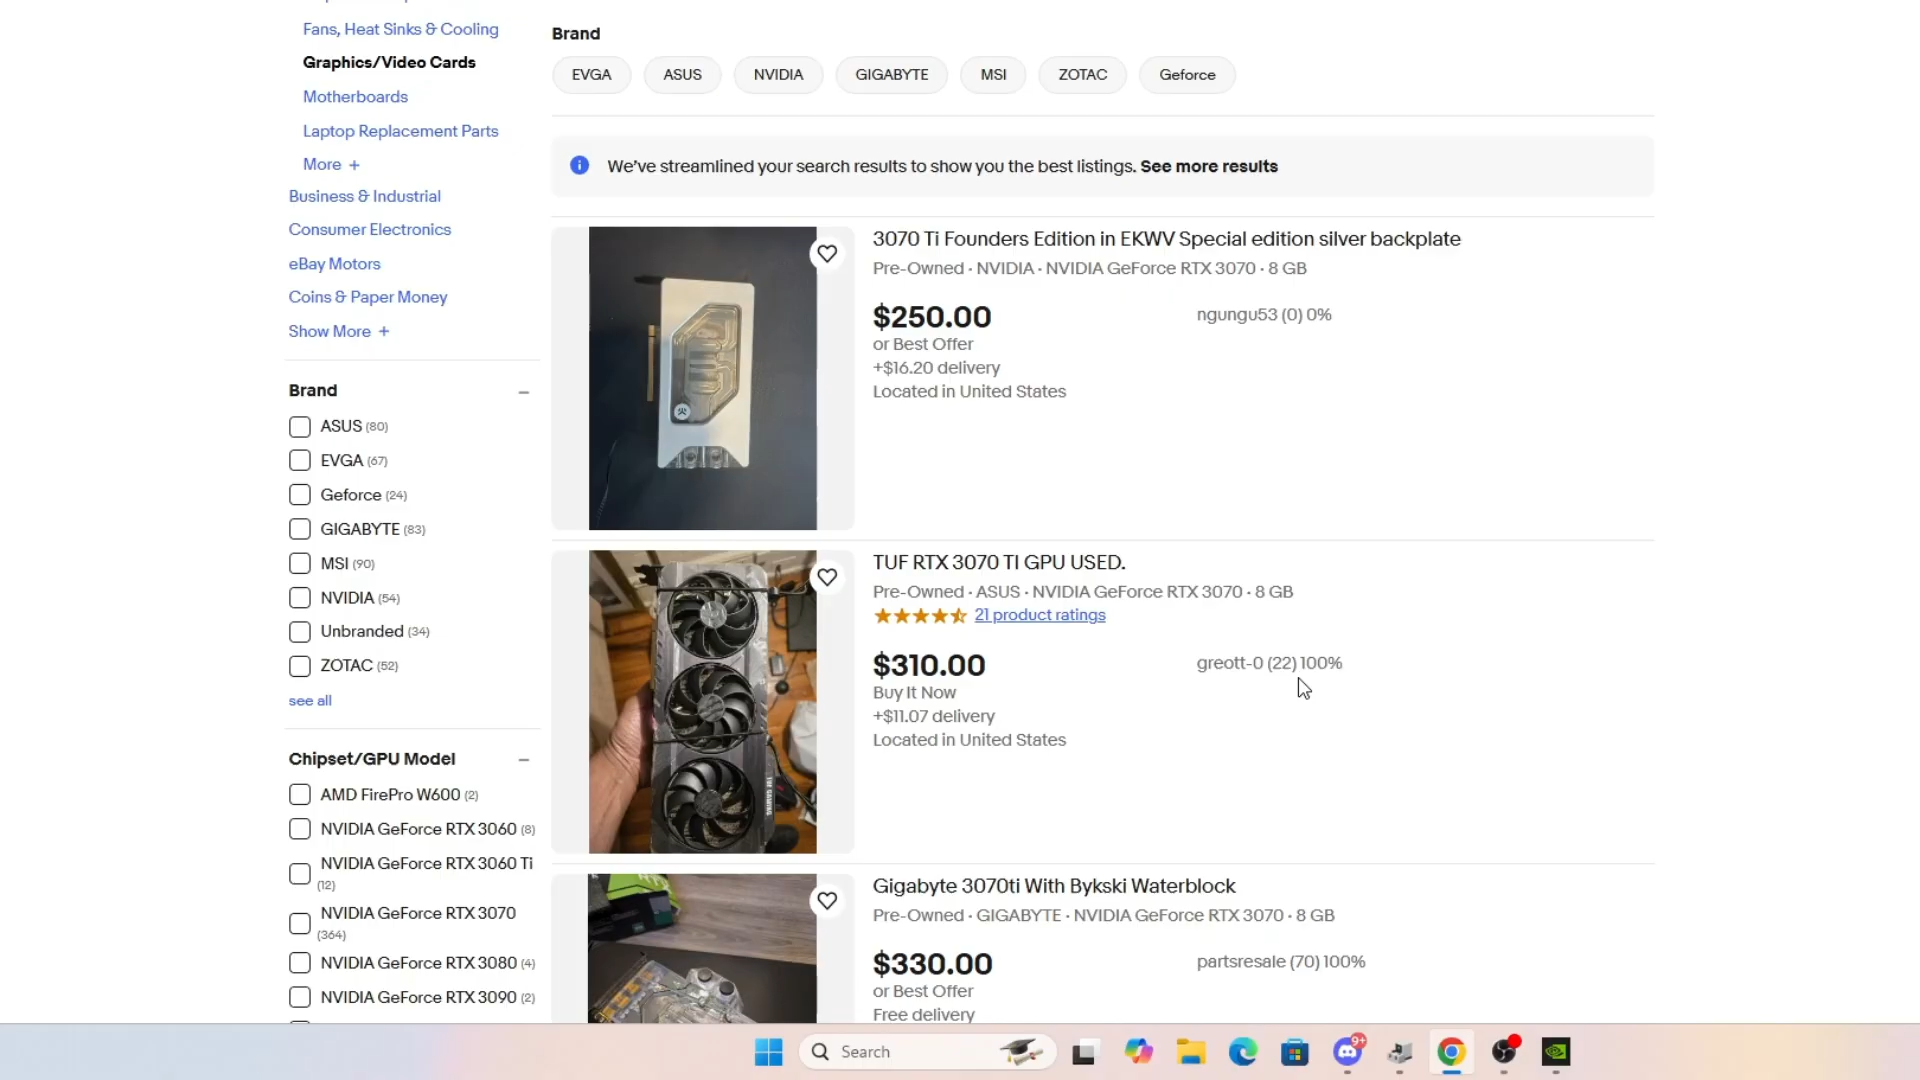 Fans, Heat Sinks & Cooling
Graphics/Video Cards
Motherboards
Laptop Replacement Parts
More +
Business & Industrial
Consumer Electronics
eBay Motors
Coins & Paper Money
Show More +
Brand
ASUS (80)
EVGA (67)
Geforce (24)
GIGABYTE (83)
MSI (90)
NVIDIA (54)
Unbranded (34)
ZOTAC (52)
see all
Chipset/GPU Model
AMD FirePro W600 (2)
NVIDIA GeForce RTX 3060 (8)
NVIDIA GeForce RTX 3060 Ti
(12)
NVIDIA GeForce RTX 3070
(364)
NVIDIA GeForce RTX 3080 (4)
NVIDIA GeForce RTX 3090 (2)
Brand
EVGA ASUS NVIDIA GIGABYTE MSI ZOTAC Geforce
We've streamlined your search results to show you the best listings. See more results
3070 Ti Founders Edition in EKWV Special edition silver backplate
Pre-Owned · NVIDIA · NVIDIA GeForce RTX 3070 · 8 GB
$250.00 ngungu53 (0) 0%
or Best Offer
+$16.20 delivery
Located in United States
TUF RTX 3070 TI GPU USED.
Pre-Owned · ASUS · NVIDIA GeForce RTX 3070 · 8 GB
21 product ratings
$310.00 greott-0 (22) 100%
Buy It Now
+$11.07 delivery
Located in United States
TUF GAMING
Gigabyte 3070ti With Bykski Waterblock
Pre-Owned · GIGABYTE · NVIDIA GeForce RTX 3070 · 8 GB
$330.00 partsresale (70) 100%
or Best Offer
Free delivery
Search
9+